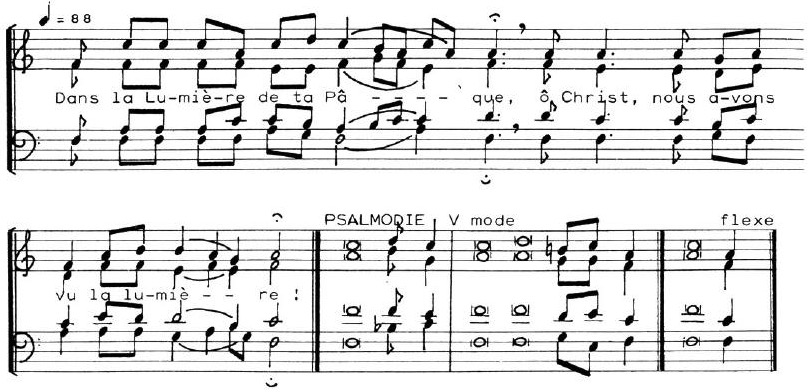 = 88
Dans la Lu-miè-re de ta Pâ - - - - que, ô Christ, nous a-vons
PSALMODIE V mode flexe
vu la lu-miè - - re !